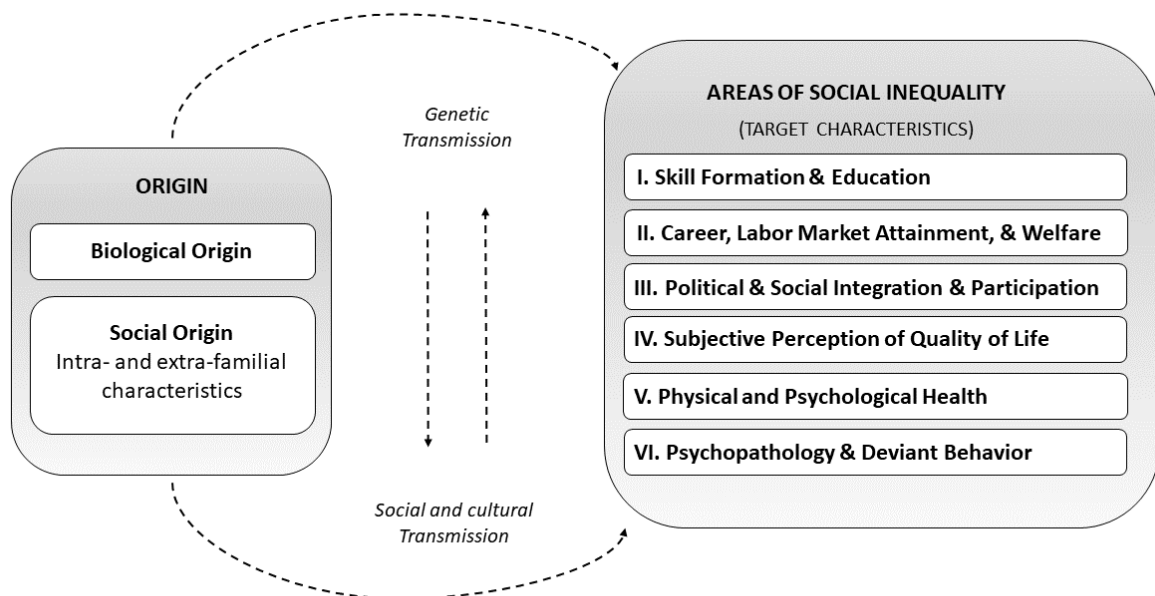 ORIGIN
Biological Origin
Social Origin
Intra- and extra-familial
characteristics
Genetic
Transmission
Social and cultural
Transmission
AREAS OF SOCIAL INEQUALITY
(TARGET CHARACTERISTICS)
I. Skill Formation & Education
II. Career, Labor Market Attainment, & Welfare
III. Political & Social Integration & Participation
IV. Subjective Perception of Quality of Life
V. Physical and Psychological Health
VI. Psychopathology & Deviant Behavior